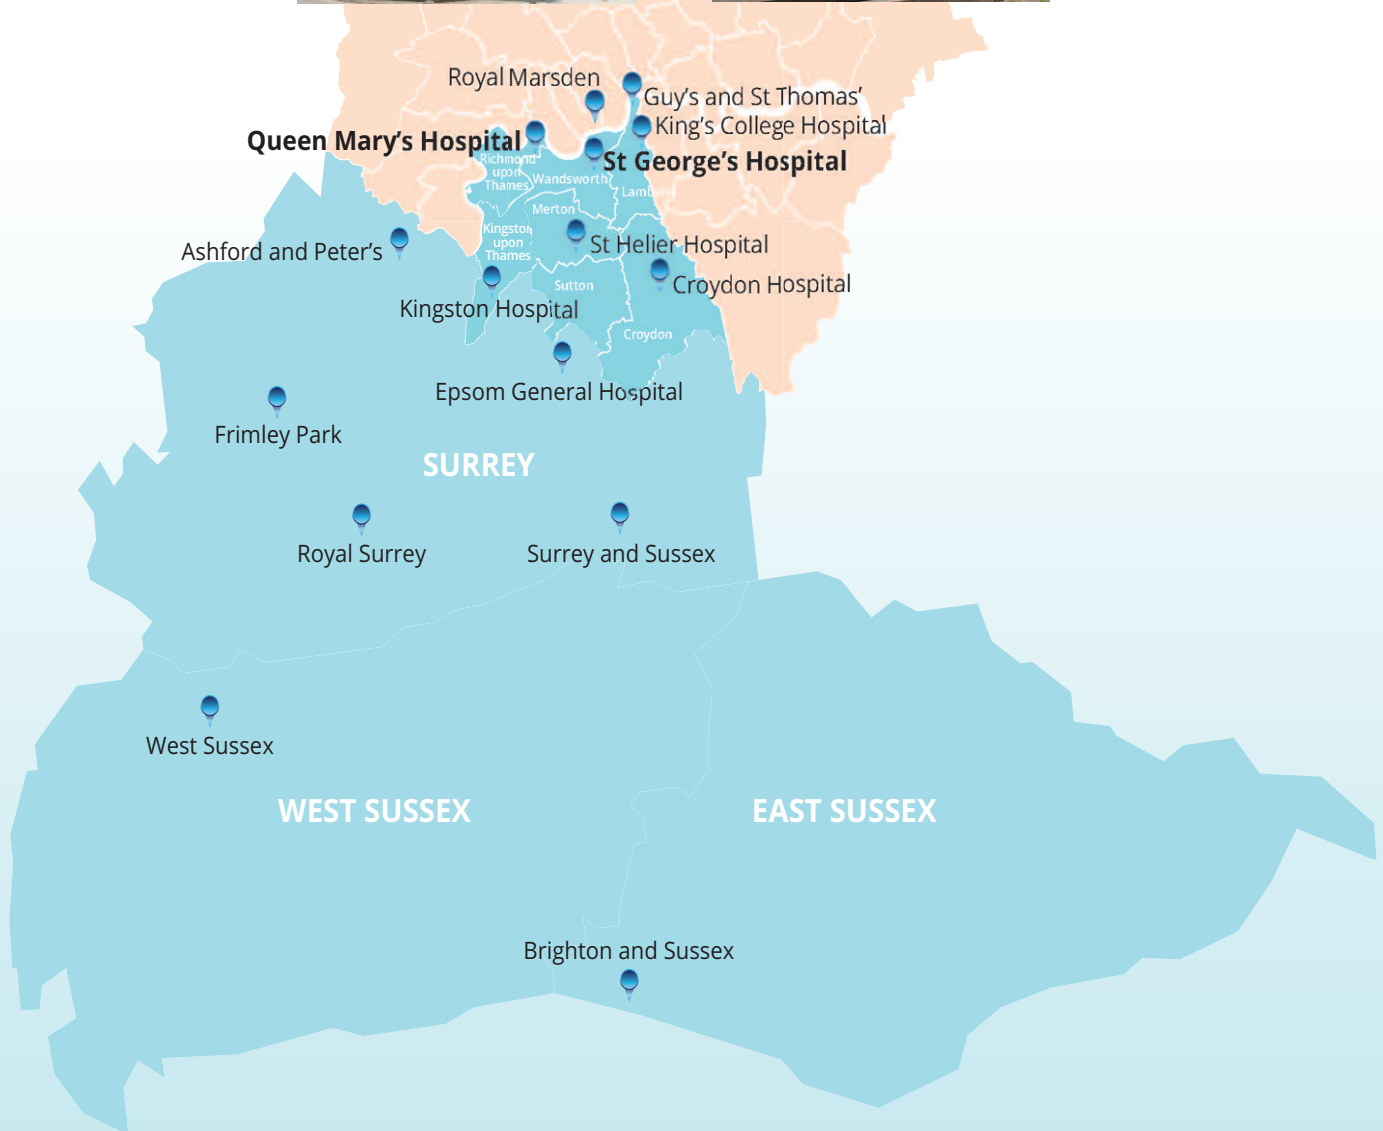 Royal Marsden
Guy's and St Thomas'
King's College Hospital
Queen Mary's Hospital
St George's Hospital
Richmond
upon
Thames
Wandsworth
Merton
Kingston
upon
Thames
St Helier Hospital
Ashford and Peter's
Croydon Hospital
Sutton
Kingston Hospital
Croydon
Epsom General Hospital
Frimley Park
SURREY
Royal Surrey
Surrey and Sussex
West Sussex
WEST SUSSEX
EAST SUSSEX
Brighton and Sussex